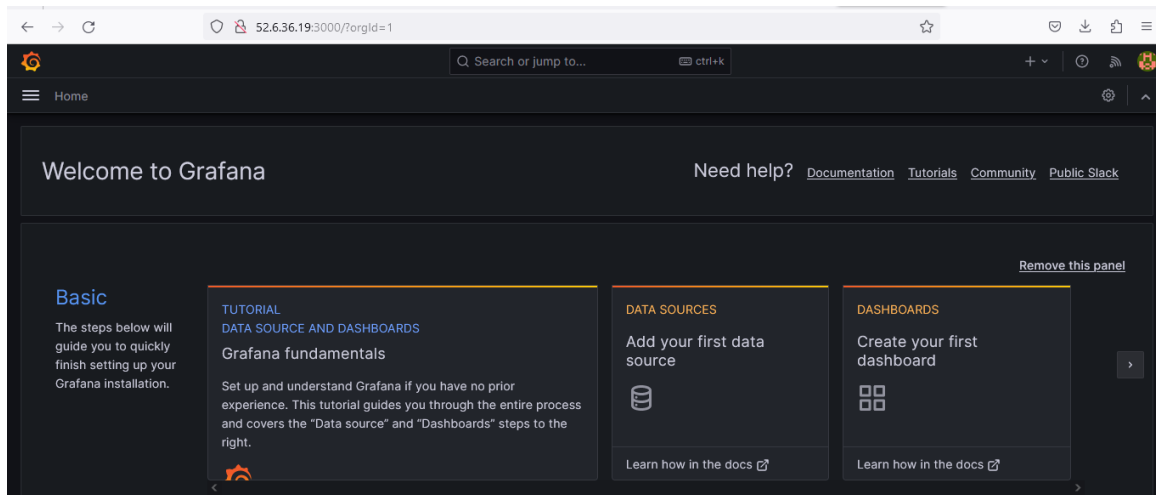 52.6.36.19:3000/?orgId=1
Search or jump to... ctrl+k
Home
Welcome to Grafana
Need help? Documentation Tutorials Community Public Slack
Remove this panel
Basic
The steps below will
guide you to quickly
finish setting up your
Grafana installation.
TUTORIAL
DATA SOURCE AND DASHBOARDS
Grafana fundamentals
Set up and understand Grafana if you have no prior
experience. This tutorial guides you through the entire process
and covers the “Data source” and “Dashboards” steps to the
right.
DATA SOURCES
Add your first data
source
Learn how in the docs
DASHBOARDS
Create your first
dashboard
Learn how in the docs